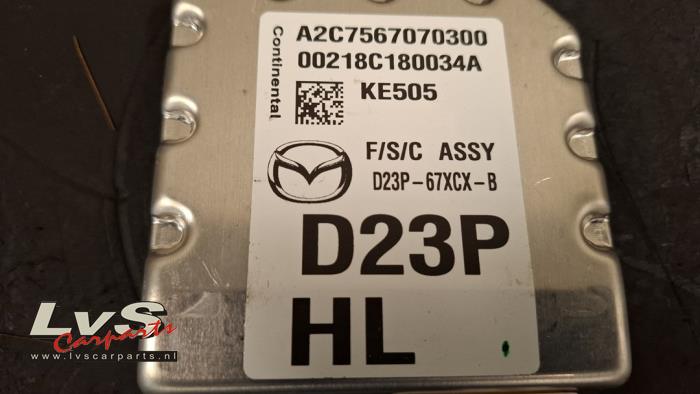 Continental
A2C7567070300
00218C180034A
KE505
F/S/C ASSY
D23P-67XCX-B
D23P
HL
LvS
Carparts
www.lvscarparts.nl